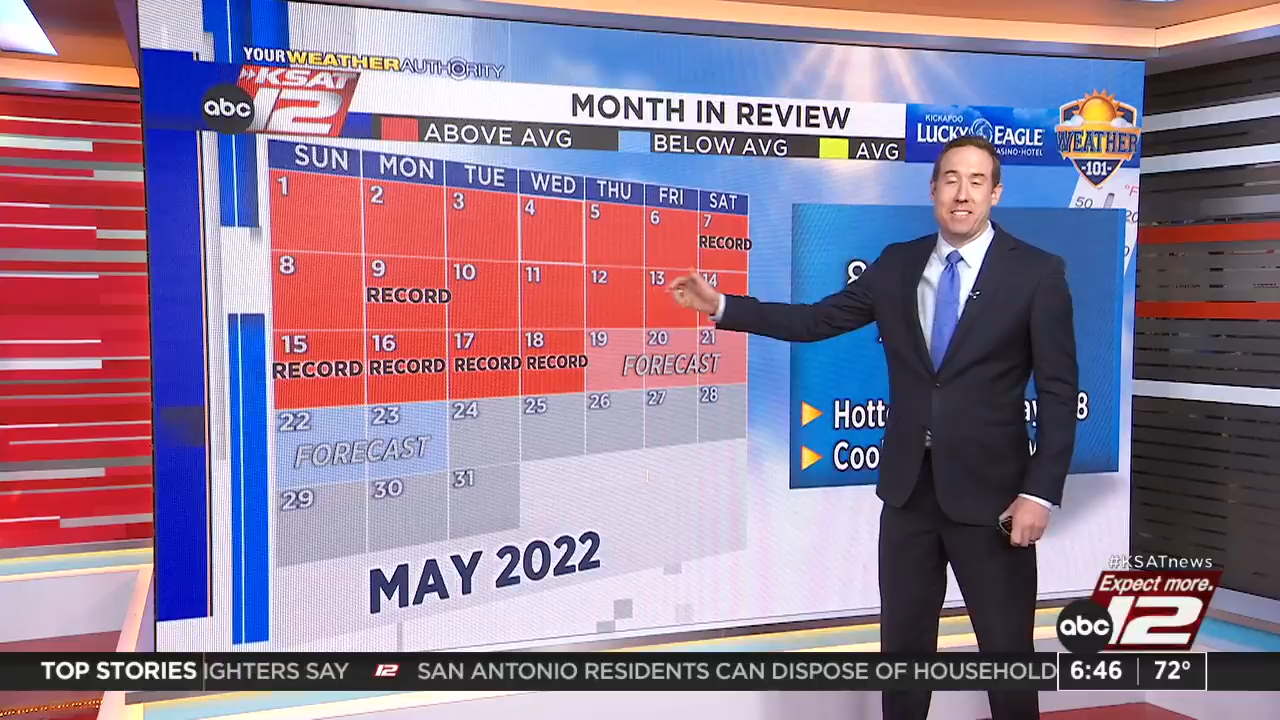 YOUR WEATHER AUTHORITY
KSAT
abc 12
MONTH IN REVIEW
KICKAPOO
LUCKY EAGLE
CASINO•HOTEL
WEATHER
-101-
ABOVE AVG
BELOW AVG
AVG
SUN MON TUE WED THU FRI SAT
1 2 3 4 5 6 7
RECORD
8 9 10 11 12 13 14
RECORD
15 16 17 18 19 20 21
RECORD RECORD RECORD RECORD FORECAST
22 23 24 25 26 27 28
FORECAST
29 30 31
MAY 2022
50
°F
20
8
#KSATnews
Expect more.
abc 12
TOP STORIES IGHTERS SAY 12 SAN ANTONIO RESIDENTS CAN DISPOSE OF HOUSEHOLD 6:46 72°